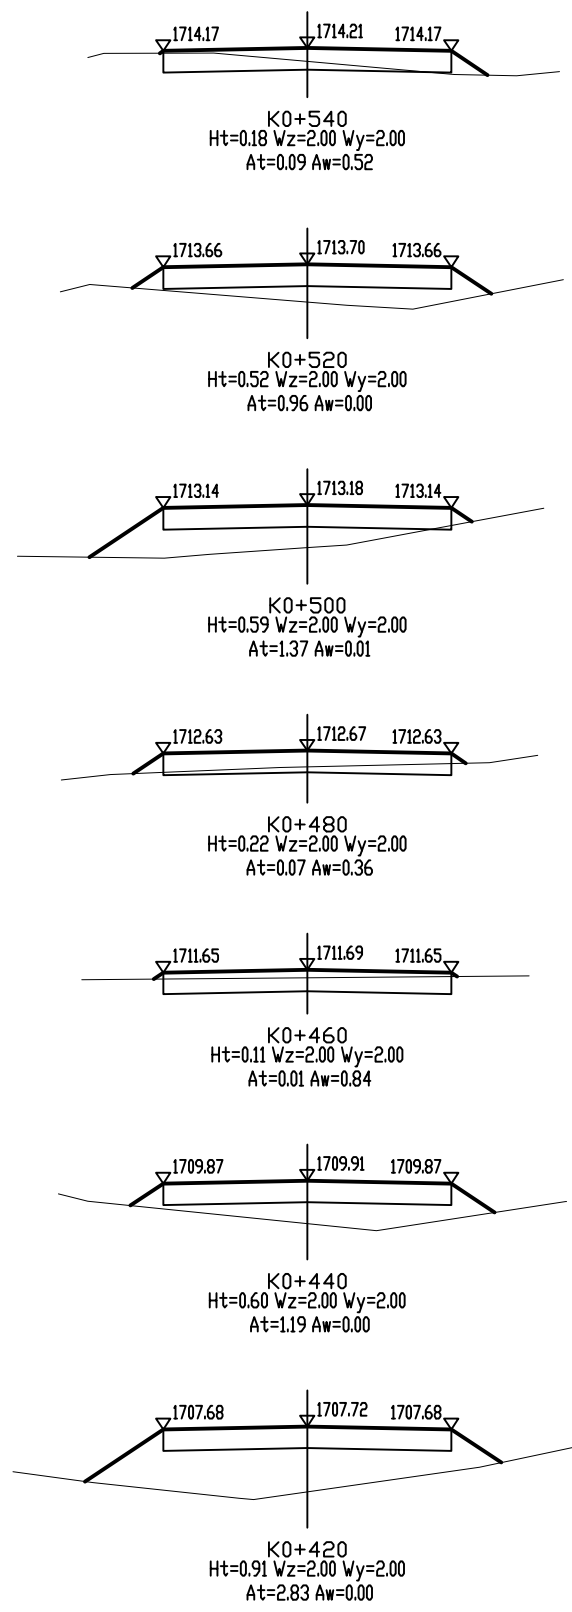 1714.17 1714.21 1714.17
K0+540
Ht=0.18 Wz=2.00 Wy=2.00
At=0.09 Aw=0.52
1713.66 1713.70 1713.66
K0+520
Ht=0.52 Wz=2.00 Wy=2.00
At=0.96 Aw=0.00
1713.14 1713.18 1713.14
K0+500
Ht=0.59 Wz=2.00 Wy=2.00
At=1.37 Aw=0.01
1712.63 1712.67 1712.63
K0+480
Ht=0.22 Wz=2.00 Wy=2.00
At=0.07 Aw=0.36
1711.65 1711.69 1711.65
K0+460
Ht=0.11 Wz=2.00 Wy=2.00
At=0.01 Aw=0.84
1709.87 1709.91 1709.87
K0+440
Ht=0.60 Wz=2.00 Wy=2.00
At=1.19 Aw=0.00
1707.68 1707.72 1707.68
K0+420
Ht=0.91 Wz=2.00 Wy=2.00
At=2.83 Aw=0.00